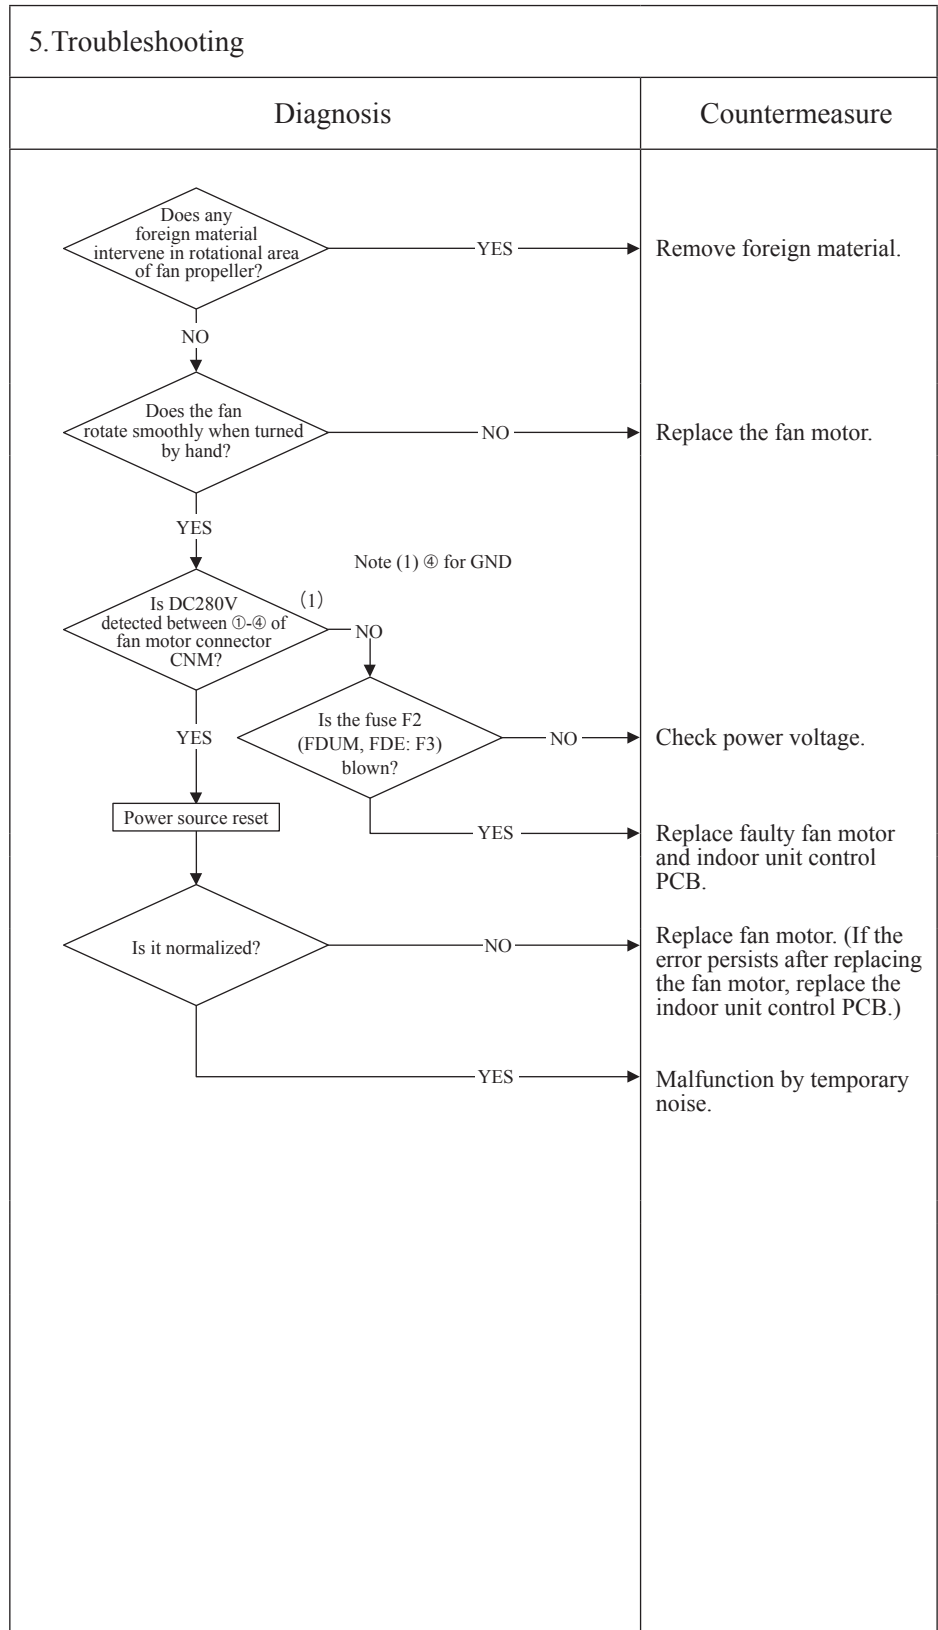 5.Troubleshooting
Diagnosis
Countermeasure
Does any
foreign material
intervene in rotational area
of fan propeller?
YES
Remove foreign material.
NO
Does the fan
rotate smoothly when turned
by hand?
NO
Replace the fan motor.
YES
Note (1) ④ for GND
Is DC280V
detected between ①-④ of
fan motor connector
CNM?
(1)
NO
YES
Is the fuse F2
(FDUM, FDE: F3)
blown?
NO
Check power voltage.
Power source reset
YES
Replace faulty fan motor
and indoor unit control
PCB.
Is it normalized?
NO
Replace fan motor. (If the
error persists after replacing
the fan motor, replace the
indoor unit control PCB.)
YES
Malfunction by temporary
noise.